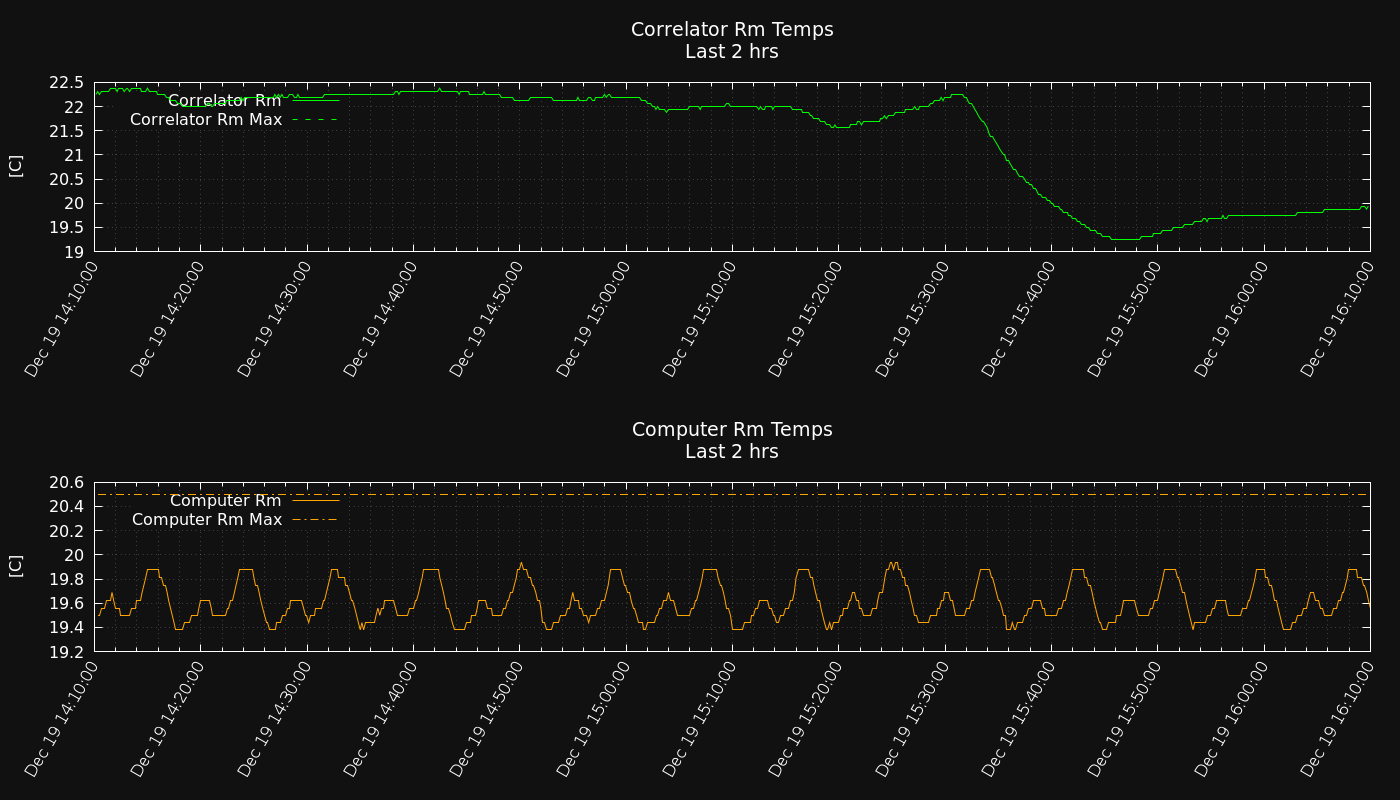 Correlator Rm Temps
Last 2 hrs
[C]
22.5
22
21.5
21
20.5
20
19.5
19
Correlator Rm
Correlator Rm Max
Dec 19 14:10:00
Dec 19 14:20:00
Dec 19 14:30:00
Dec 19 14:40:00
Dec 19 14:50:00
Dec 19 15:00:00
Dec 19 15:10:00
Dec 19 15:20:00
Dec 19 15:30:00
Dec 19 15:40:00
Dec 19 15:50:00
Dec 19 16:00:00
Dec 19 16:10:00
Computer Rm Temps
Last 2 hrs
[C]
20.6
20.4
20.2
20
19.8
19.6
19.4
19.2
Computer Rm
Computer Rm Max
Dec 19 14:10:00
Dec 19 14:20:00
Dec 19 14:30:00
Dec 19 14:40:00
Dec 19 14:50:00
Dec 19 15:00:00
Dec 19 15:10:00
Dec 19 15:20:00
Dec 19 15:30:00
Dec 19 15:40:00
Dec 19 15:50:00
Dec 19 16:00:00
Dec 19 16:10:00